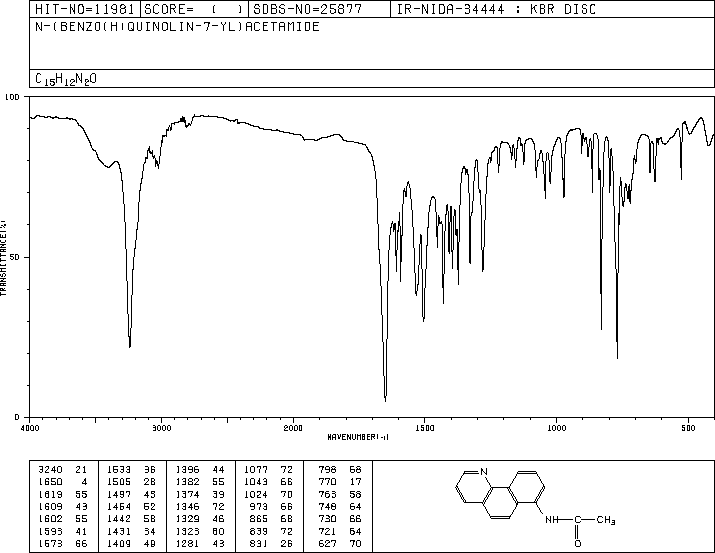 HIT-NO=11981 SCORE= ( ) SDBS-NO=25877 IR-NIDA-34444 : KBR DISC
N-(BENZO(H)QUINOLIN-7-YL)ACETAMIDE
C15H12N2O
100
50
0
TRANSMITTANCE(%)
4000 3000 2000 1500 1000 500
WAVENUMBER(-1)
3240 21 1533 36 1396 44 1077 72 798 68
1650 4 1505 28 1382 55 1043 66 770 17
1619 55 1497 45 1374 39 1024 70 763 58
1609 43 1454 62 1346 72 973 66 748 64
1602 55 1442 58 1329 46 865 68 730 66
1593 41 1431 34 1323 60 839 72 721 64
1573 66 1409 49 1281 43 831 26 627 70
N
NH
C
CH3
O